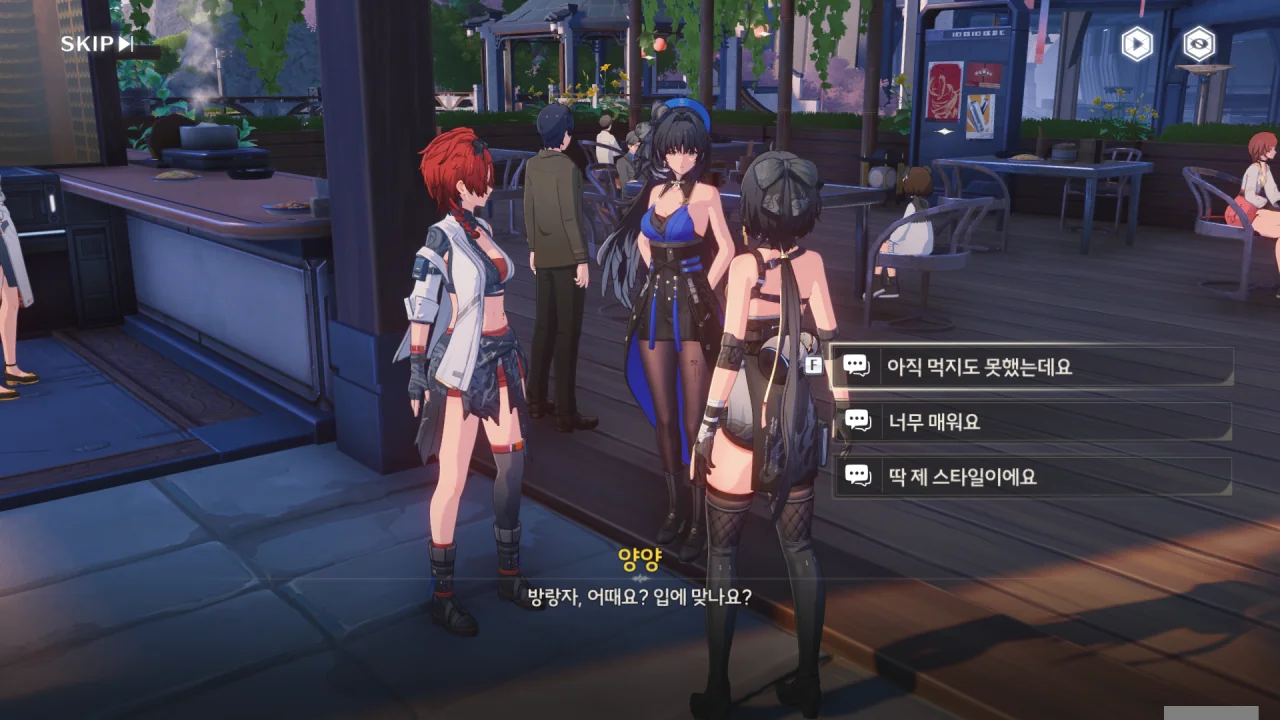 SKIP
F
아직 먹지도 못했는데요
너무 매워요
딱 제 스타일이에요
양양
방랑자, 어때요? 입에 맞나요?